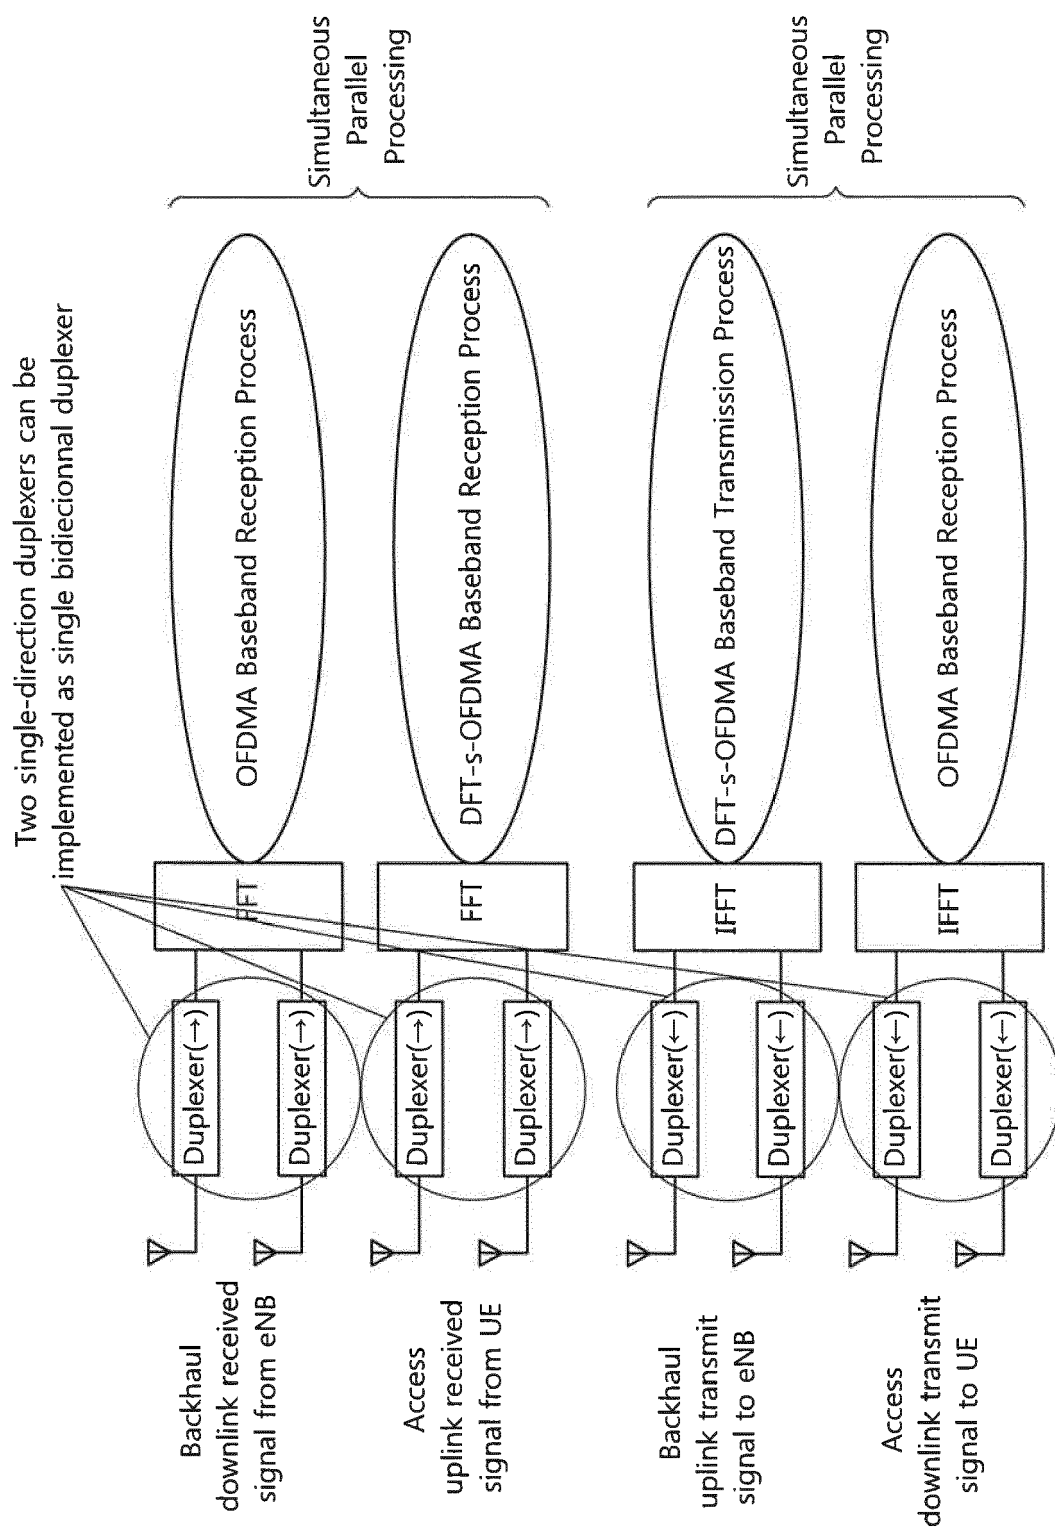 Two single-direction duplexers can be
implemented as single bidiecionnal duplexer
Backhaul
downlink received
signal from eNB
Duplexer(→)
Duplexer(→)
FFT
OFDMA Baseband Reception Process
Access
uplink received
signal from UE
Duplexer(→)
Duplexer(→)
FFT
DFT-s-OFDMA Baseband Reception Process
Simultaneous
Parallel
Processing
Backhaul
uplink transmit
signal to eNB
Duplexer(←)
Duplexer(←)
IFFT
DFT-s-OFDMA Baseband Transmission Process
Access
downlink transmit
signal to UE
Duplexer(←)
Duplexer(←)
IFFT
OFDMA Baseband Reception Process
Simultaneous
Parallel
Processing